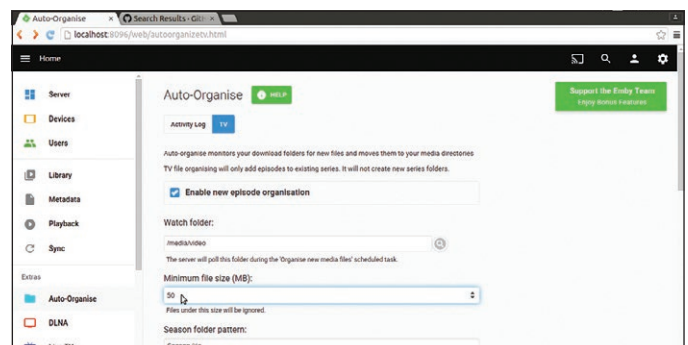 Auto-Organise
Search Results · Git
localhost:8096/web/autoorganizetv.html
Home
Server
Devices
Users
Library
Metadata
Playback
Sync
Extras
Auto-Organise
DLNA
Auto-Organise
HELP
Support the Emby Team
Enjoy Bonus Features
Activity Log
TV
Auto-organise monitors your download folders for new files and moves them to your media directories
TV file organising will only add episodes to existing series. It will not create new series folders.
Enable new episode organisation
Watch folder:
/media/video
The server will poll this folder during the 'Organise new media files' scheduled task.
Minimum file size (MB):
50
Files under this size will be ignored.
Season folder pattern: